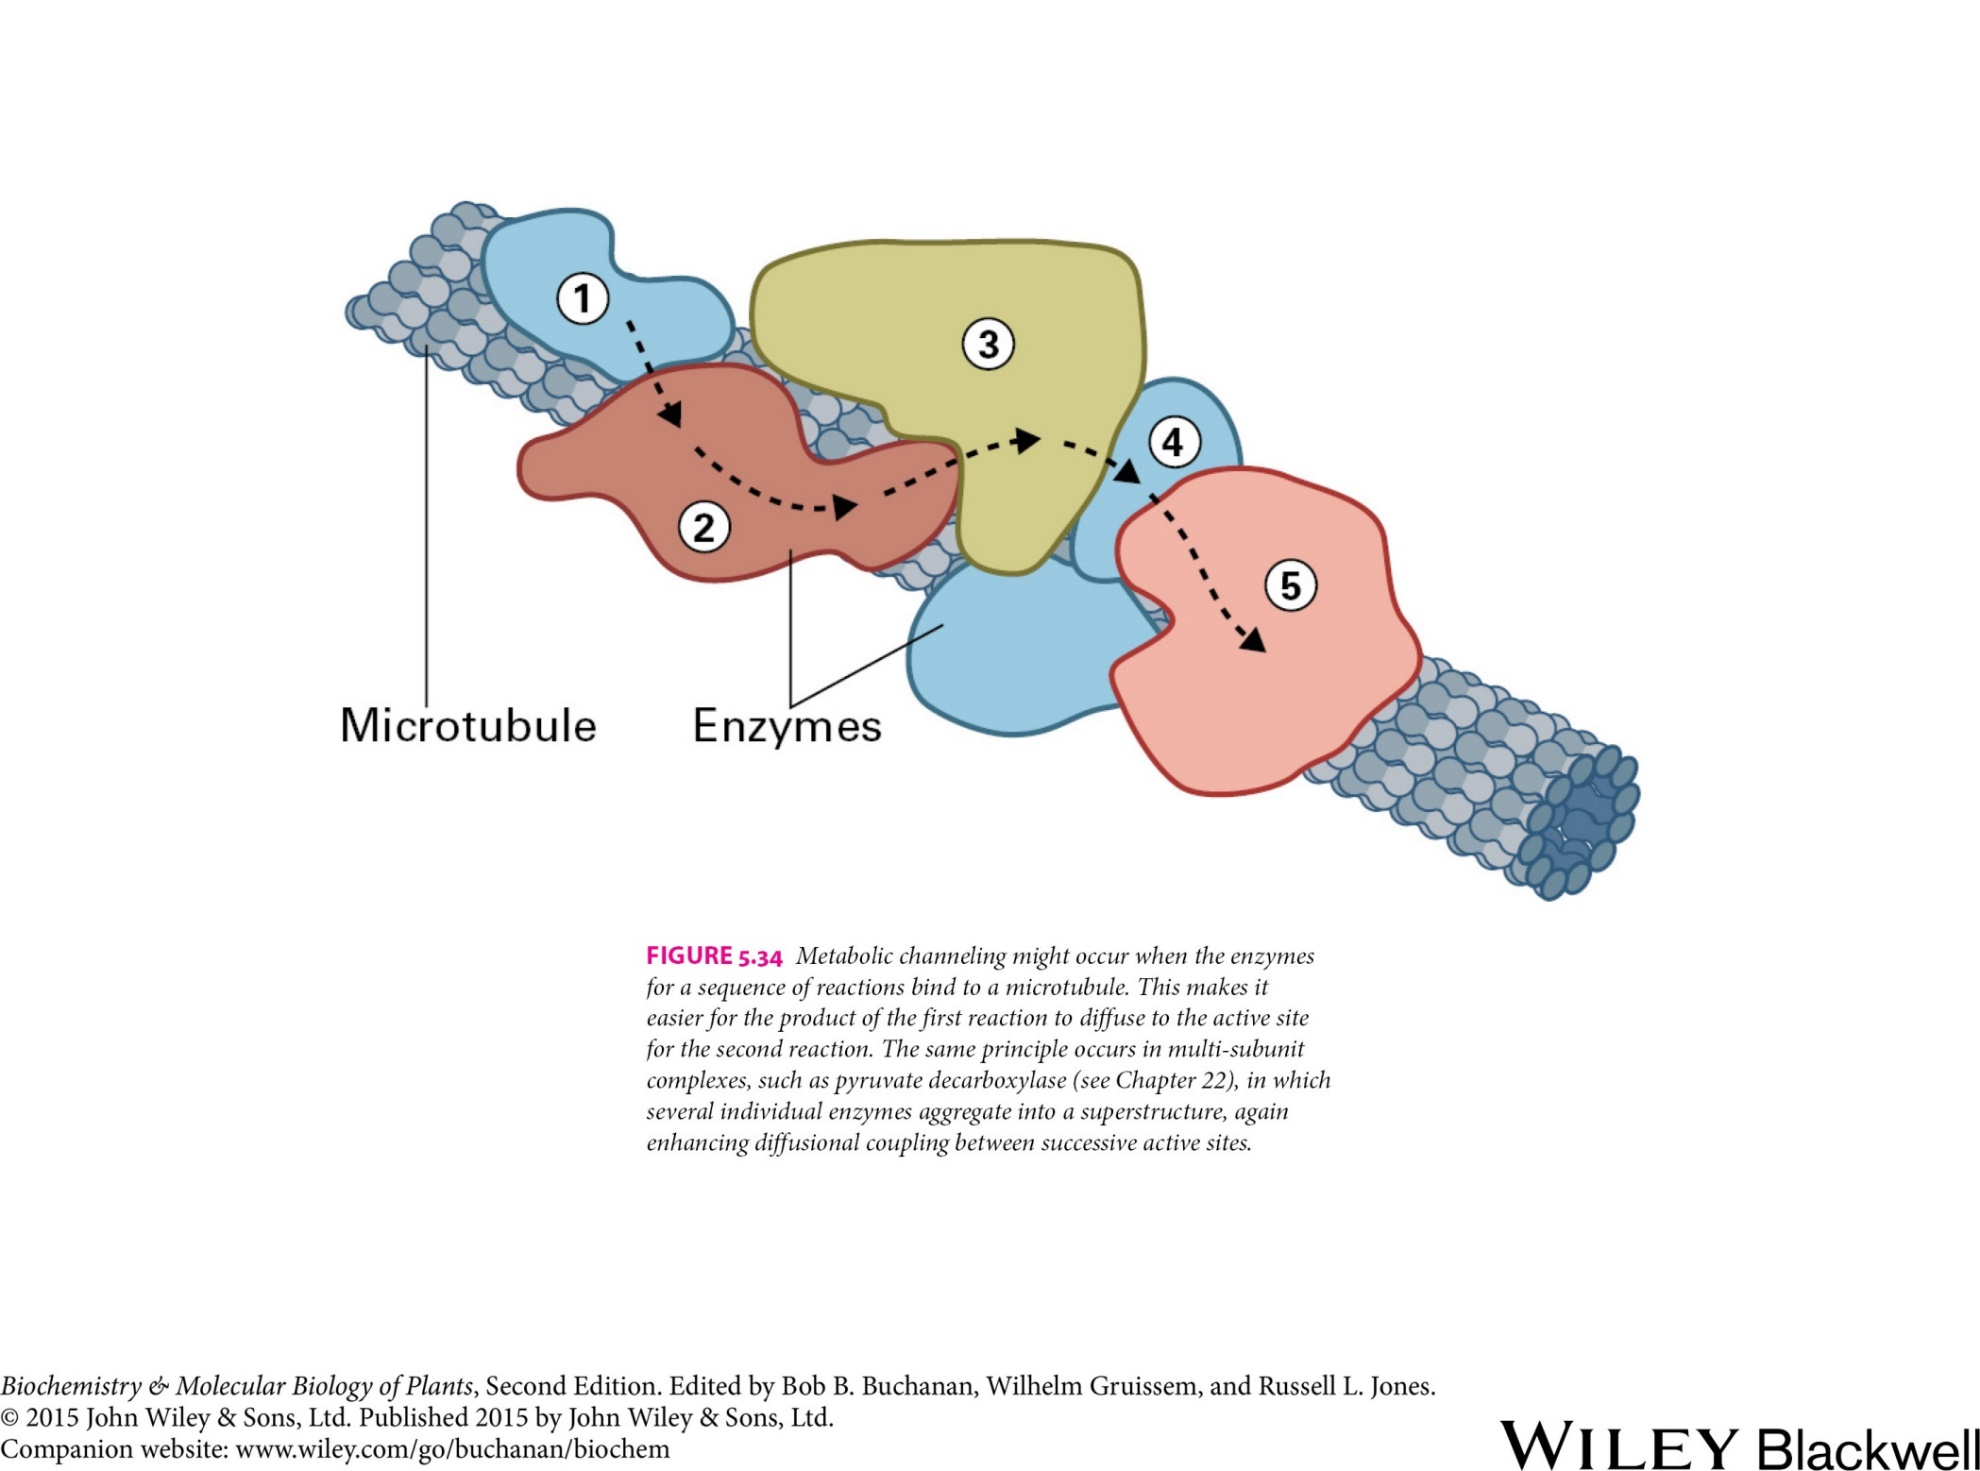 1
3
4
2
5
Microtubule
Enzymes
FIGURE 5.34 Metabolic channeling might occur when the enzymes
for a sequence of reactions bind to a microtubule. This makes it
easier for the product of the first reaction to diffuse to the active site
for the second reaction. The same principle occurs in multi-subunit
complexes, such as pyruvate decarboxylase (see Chapter 22), in which
several individual enzymes aggregate into a superstructure, again
enhancing diffusional coupling between successive active sites.
Biochemistry & Molecular Biology of Plants, Second Edition. Edited by Bob B. Buchanan, Wilhelm Gruissem, and Russell L. Jones.
© 2015 John Wiley & Sons, Ltd. Published 2015 by John Wiley & Sons, Ltd.
Companion website: www.wiley.com/go/buchanan/biochem
WILEY Blackwell